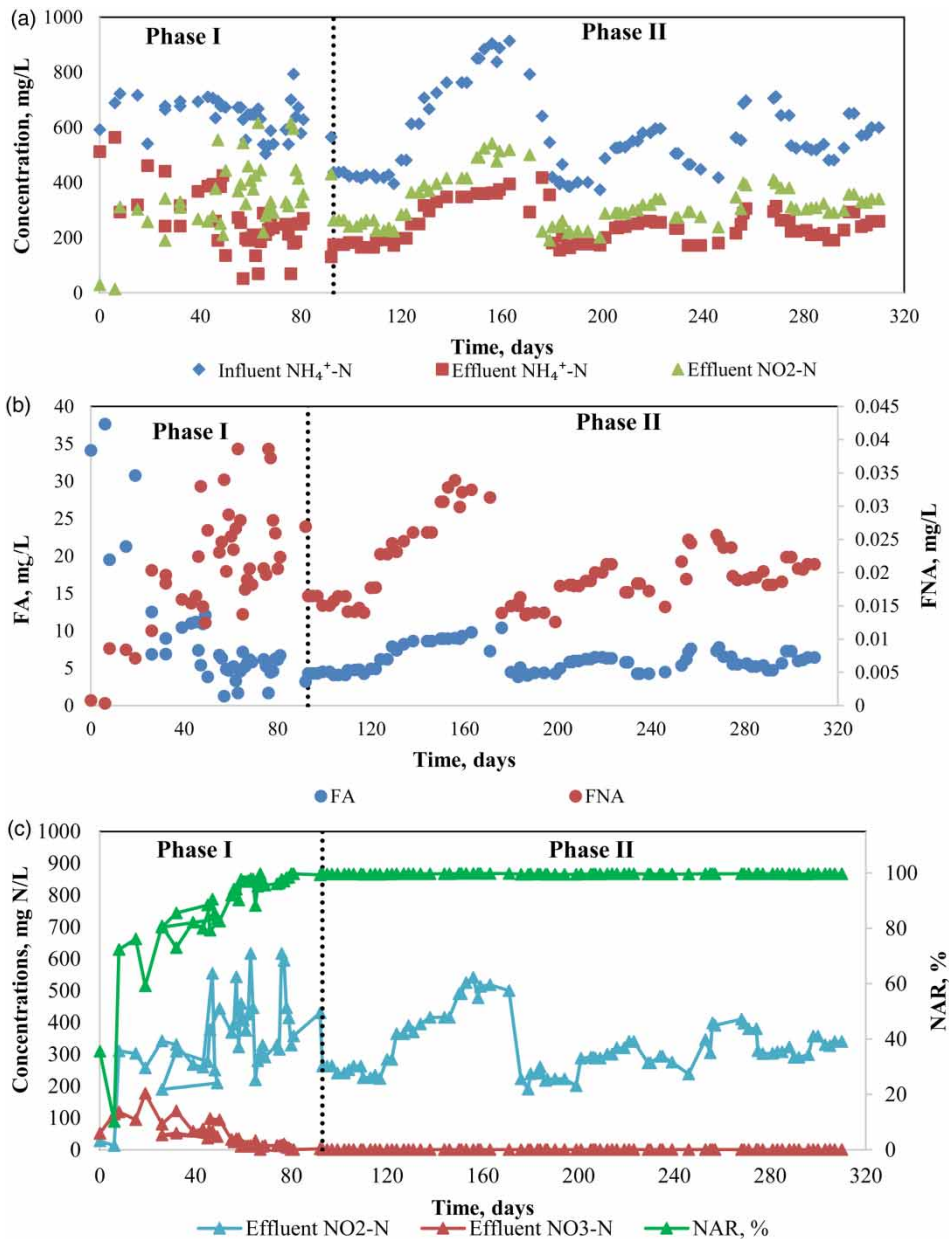 (a)
1000
800
600
400
200
0
Concentration, mg/L
Phase I
Phase II
0 40 80 120 160 200 240 280 320
Time, days
Influent NH₄⁺-N Effluent NH₄⁺-N Effluent NO2-N
(b)
40
35
30
25
20
15
10
5
0
FA, mg/L
Phase I
Phase II
0.045
0.04
0.035
0.03
0.025
0.02
0.015
0.01
0.005
0
FNA, mg/L
0 40 80 120 160 200 240 280 320
Time, days
FA FNA
(c)
1000
900
800
700
600
500
400
300
200
100
0
Concentrations, mg N/L
Phase I
Phase II
100
80
60
40
20
0
NAR, %
0 40 80 120 160 200 240 280 320
Time, days
Effluent NO2-N Effluent NO3-N NAR, %